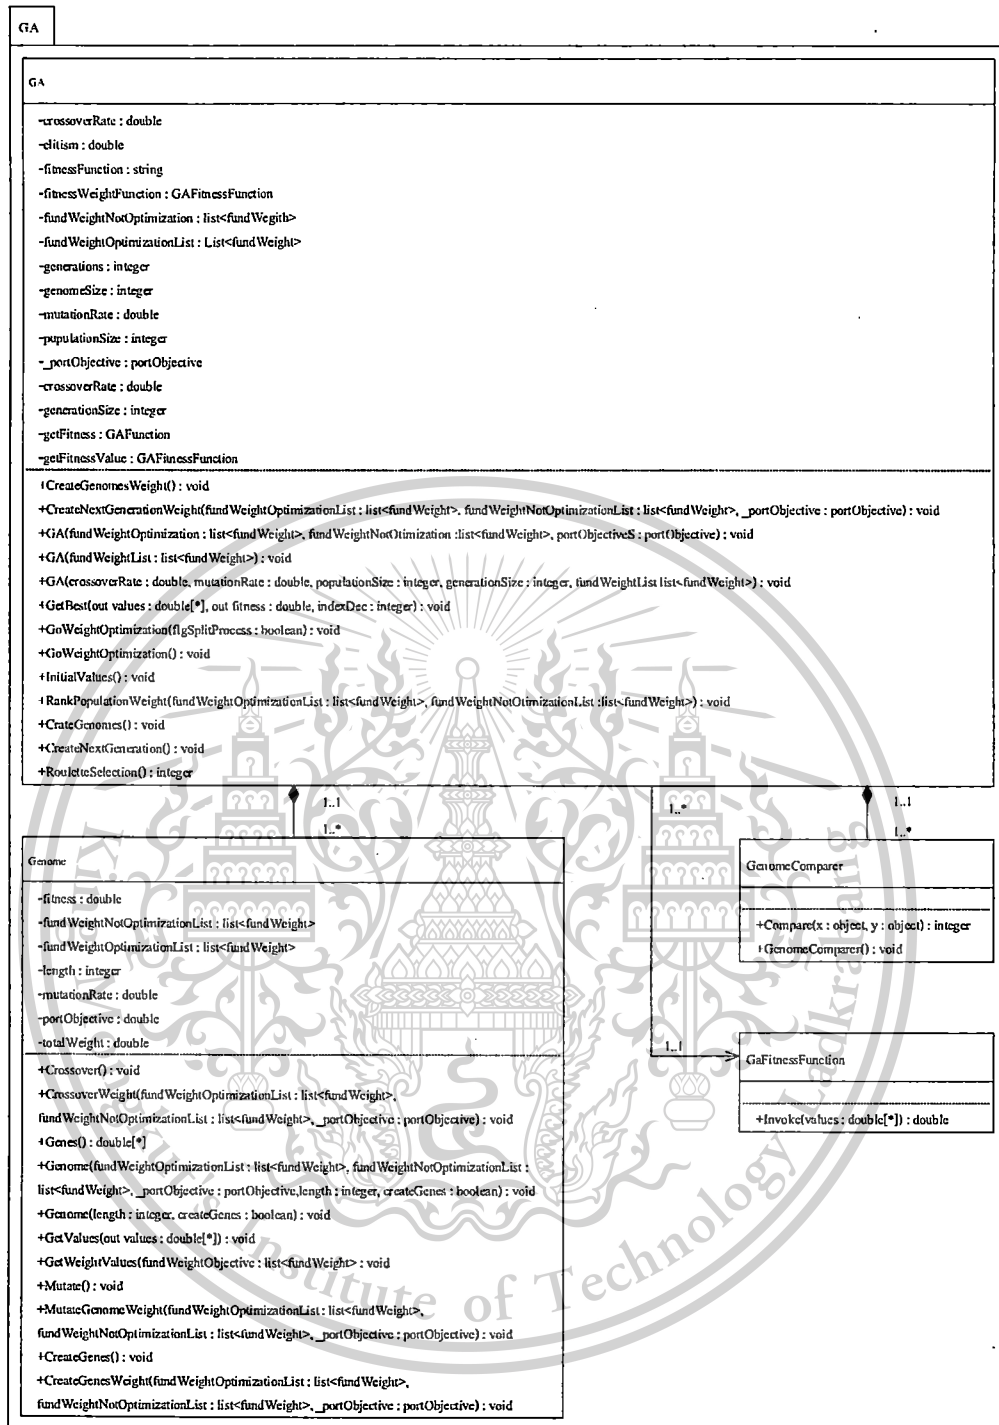 GA
GA
-crossoverRate : double
-elitism : double
-fitnessFunction : string
-fitnessWeightFunction : GAFitnessFunction
-fundWeightNotOptimization : list<fundWegith>
-fundWeightOptimizationList : List<fundWeight>
-generations : integer
-genomeSize : integer
-mutationRate : double
-populationSize : integer
-_portObjective : portObjective
-crossoverRate : double
-generationSize : integer
-getFitness : GAFunction
-getFitnessValue : GAFitnessFunction
+CreateGenomesWeight() : void
+CreateNextGenerationWeight(fundWeightOptimizationList : list<fundWeight>, fundWeightNotOptimizationList : list<fundWeight>, _portObjective : portObjective) : void
+GA(fundWeightOptimization : list<fundWeight>, fundWeightNotOtimization :list<fundWeight>, portObjectiveS : portObjective) : void
+GA(fundWeightList : list<fundWeight>) : void
+GA(crossoverRate : double, mutationRate : double, populationSize : integer, generationSize : integer, fundWeightList list<fundWeight>) : void
+GetBest(out values : double[*], out fitness : double, indexDec : integer) : void
+GoWeightOptimization(flgSplitProcess : boolean) : void
+GoWeightOptimization() : void
+InitialValues() : void
+RankPopulationWeight(fundWeightOptimizationList : list<fundWeight>, fundWeightNotOtimizationList :list<fundWeight>) : void
+CrateGenomes() : void
+CreateNextGeneration() : void
+RouletteSelection() : integer
1..1
1..*
1..*
1..1
1..*
Genome
-fitness : double
-fundWeightNotOptimizationList : list<fundWeight>
-fundWeightOptimizationList : list<fundWeight>
-length : integer
-mutationRate : double
-portObjective : double
-totalWeight : double
+Crossover() : void
+CrossoverWeight(fundWeightOptimizationList : list<fundWeight>,
fundWeightNotOptimizationList : list<fundWeight>, _portObjective : portObjective) : void
+Genes() : double[*]
+Genome(fundWeightOptimizationList : list<fundWeight>, fundWeightNotOptimizationList :
list<fundWeight>, _portObjective : portObjective,length : integer, createGenes : boolean) : void
+Genome(length : integer, createGenes : boolean) : void
+GetValues(out values : double[*]) : void
+GetWeightValues(fundWeightObjective : list<fundWeight> : void
+Mutate() : void
+MutateGenomeWeight(fundWeightOptimizationList : list<fundWeight>,
fundWeightNotOptimizationList : list<fundWeight>, _portObjective : portObjective) : void
+CreateGenes() : void
+CreateGenesWeight(fundWeightOptimizationList : list<fundWeight>,
fundWeightNotOptimizationList : list<fundWeight>, _portObjective : portObjective) : void
GenomeComparer
+Compare(x : object, y : object) : integer
+GenomeComparer() : void
1..1
GaFitnessFunction
+Invoke(values : double[*]) : double
King Mongkut's Institute of Technology Ladkrabang